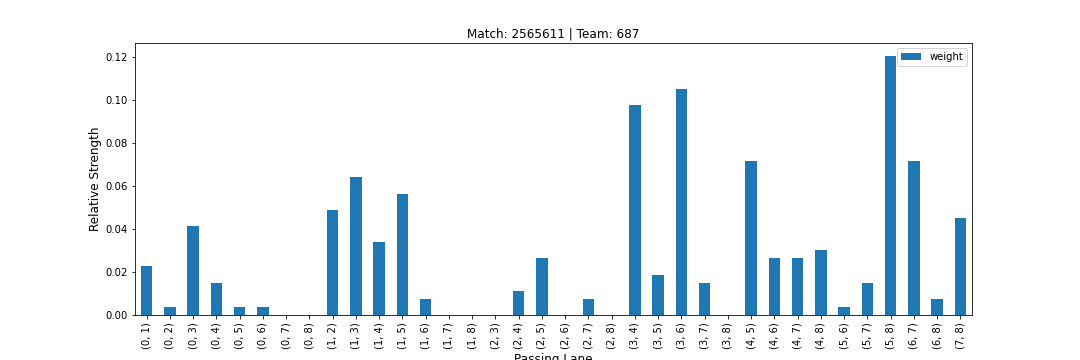 Match: 2565611 | Team: 687
weight
Relative Strength
0.12
0.10
0.08
0.06
0.04
0.02
0.00
(0, 1) (0, 2) (0, 3) (0, 4) (0, 5) (0, 6) (0, 7) (0, 8) (1, 2) (1, 3) (1, 4) (1, 5) (1, 6) (1, 7) (1, 8) (2, 3) (2, 4) (2, 5) (2, 6) (2, 7) (2, 8) (3, 4) (3, 5) (3, 6) (3, 7) (3, 8) (4, 5) (4, 6) (4, 7) (4, 8) (5, 6) (5, 7) (5, 8) (6, 7) (6, 8) (7, 8)
Passing Lane